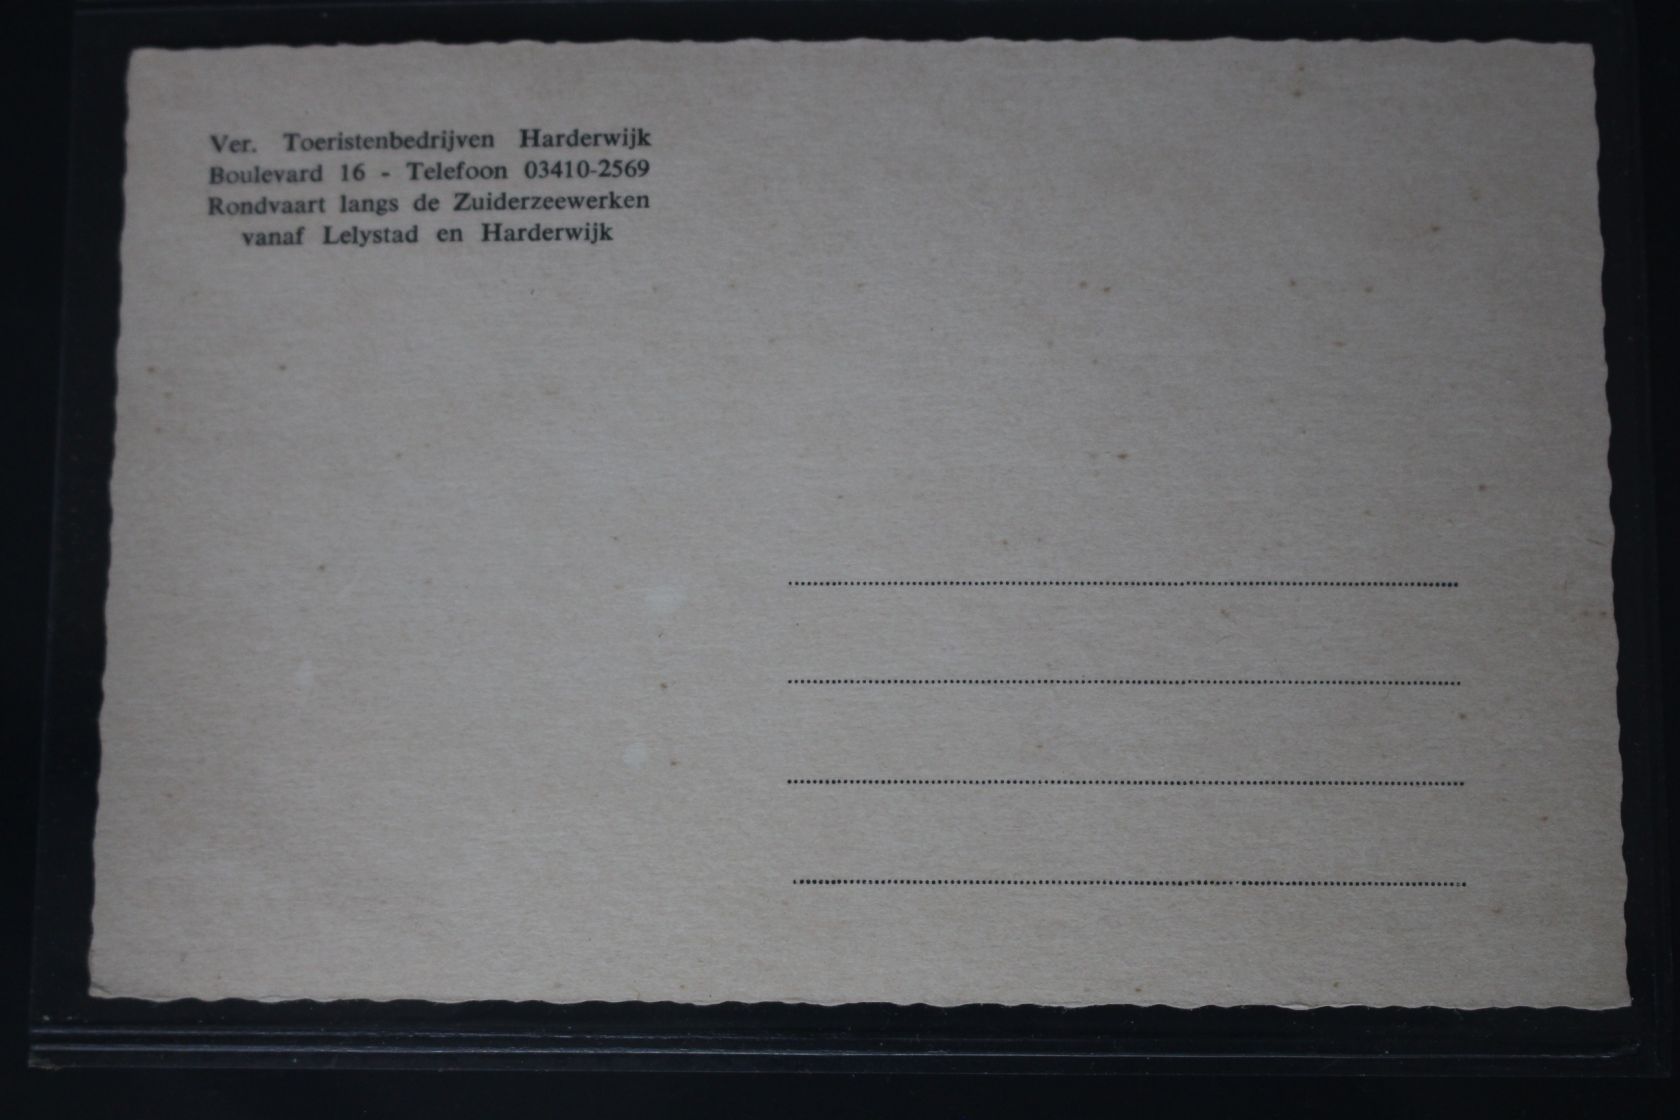 Ver. Toeristenbedrijven Harderwijk
Boulevard 16 - Telefoon 03410-2569
Rondvaart langs de Zuiderzeewerken
vanaf Lelystad en Harderwijk